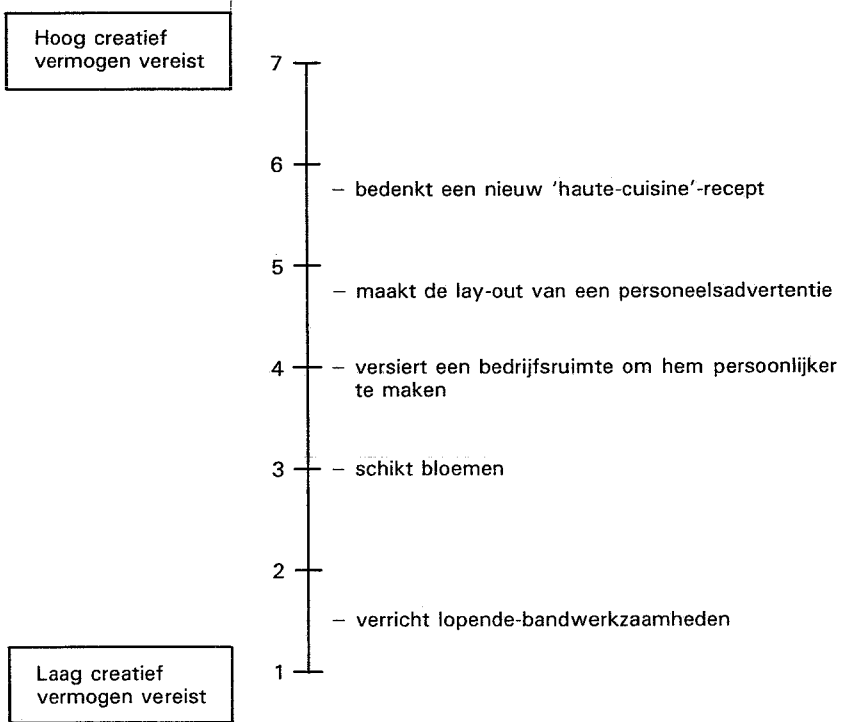 Hoog creatief
vermogen vereist
7
6
– bedenkt een nieuw 'haute-cuisine'-recept
5
– maakt de lay-out van een personeelsadvertentie
4 – versiert een bedrijfsruimte om hem persoonlijker
te maken
3 – schikt bloemen
2
– verricht lopende-bandwerkzaamheden
1
Laag creatief
vermogen vereist